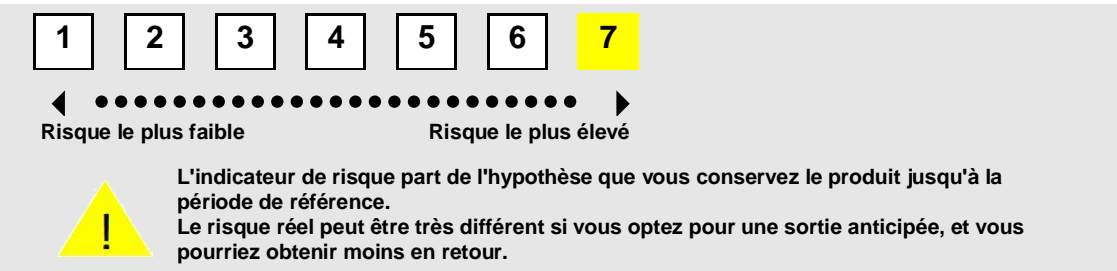 1 2 3 4 5 6 7
Risque le plus faible Risque le plus élevé
L'indicateur de risque part de l'hypothèse que vous conservez le produit jusqu'à la
période de référence.
Le risque réel peut être très différent si vous optez pour une sortie anticipée, et vous
pourriez obtenir moins en retour.
!